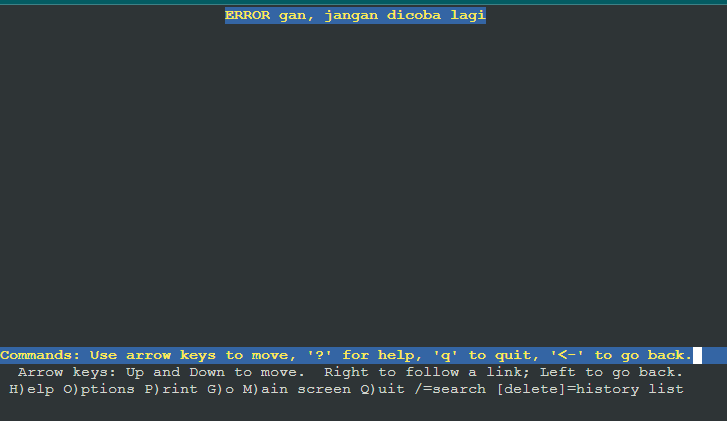 ERROR gan, jangan dicoba lagi
Commands: Use arrow keys to move, '?' for help, 'q' to quit, '<-' to go back.
Arrow keys: Up and Down to move.  Right to follow a link; Left to go back.
H)elp O)ptions P)rint G)o M)ain screen Q)uit /=search [delete]=history list